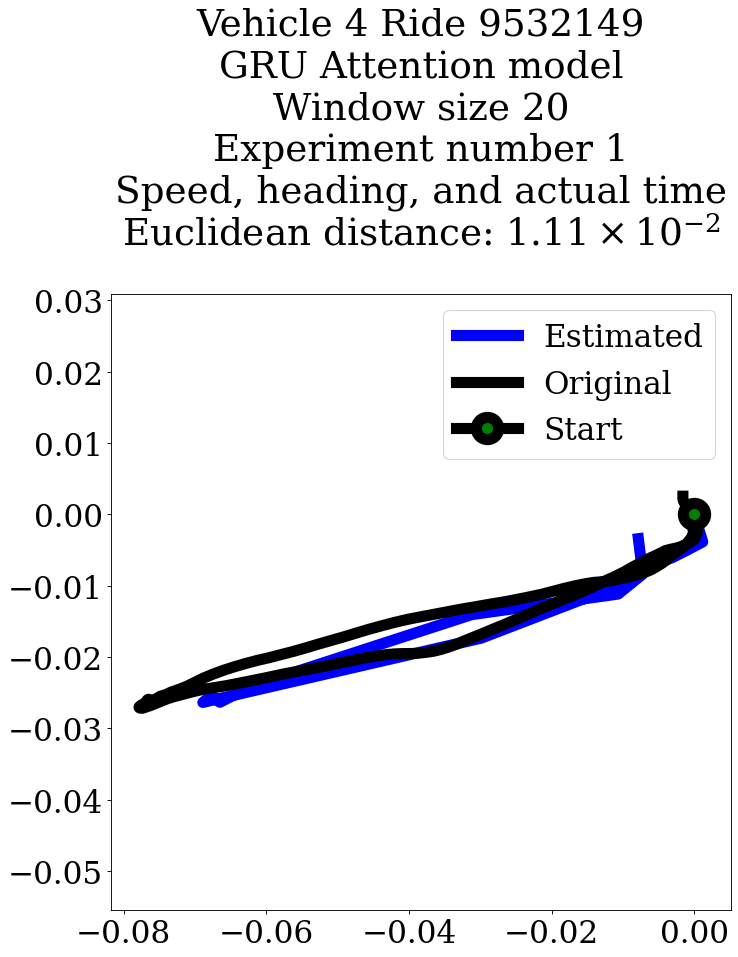 Vehicle 4 Ride 9532149
GRU Attention model
Window size 20
Experiment number 1
Speed, heading, and actual time
Euclidean distance: 1.11 × 10⁻²
Estimated
Original
Start
0.03
0.02
0.01
0.00
−0.01
−0.02
−0.03
−0.04
−0.05
−0.08 −0.06 −0.04 −0.02 0.00